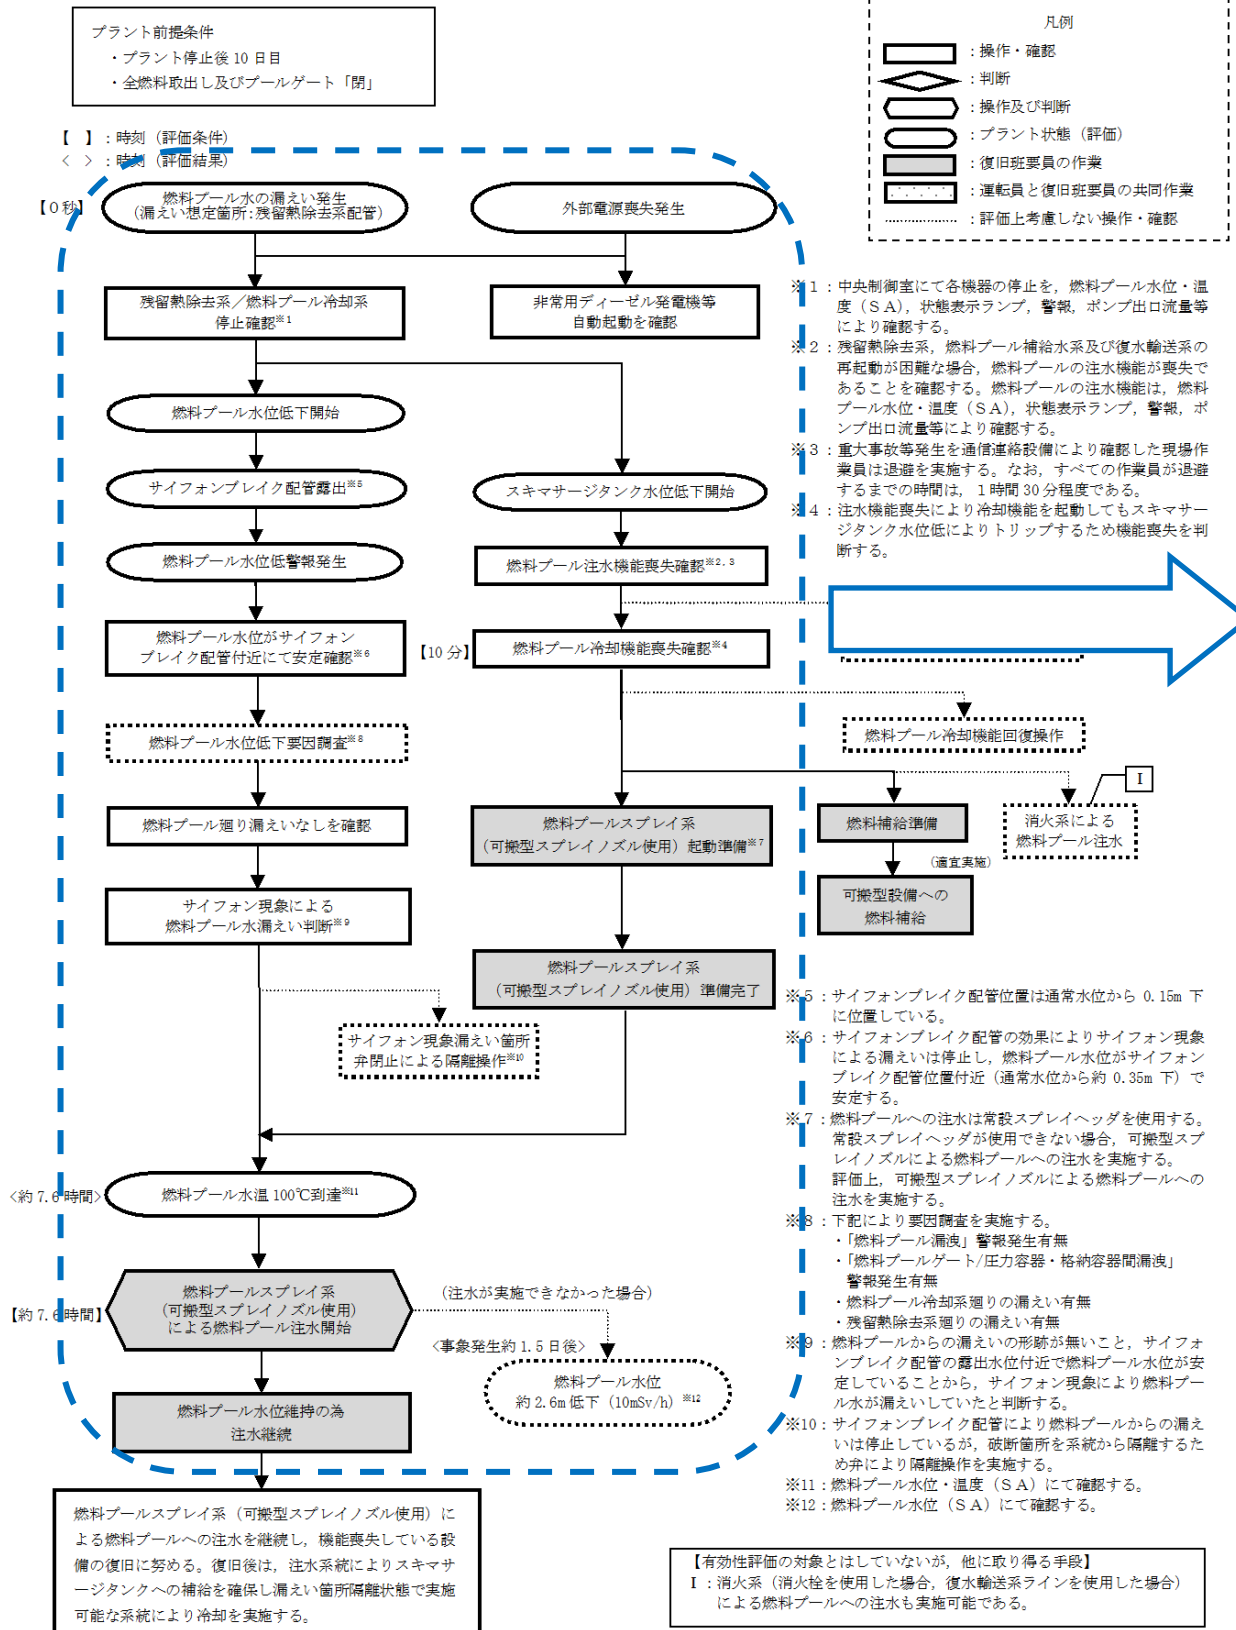 プラント前提条件
・プラント停止後 10 日目
・全燃料取出し及びプールゲート「閉」
【　】：時刻（評価条件）
＜　＞：時刻（評価結果）
凡例
：操作・確認
：判断
：操作及び判断
：プラント状態（評価）
：復旧班要員の作業
：運転員と復旧班要員の共同作業
：評価上考慮しない操作・確認
【0秒】
燃料プール水の漏えい発生
（漏えい想定箇所：残留熱除去系配管）
外部電源喪失発生
残留熱除去系／燃料プール冷却系
停止確認※1
非常用ディーゼル発電機等
自動起動を確認
燃料プール水位低下開始
サイフォンブレイク配管露出※5
スキマサージタンク水位低下開始
燃料プール水位低警報発生
燃料プール注水機能喪失確認※2, 3
燃料プール水位がサイフォン
ブレイク配管付近にて安定確認※6
【10 分】
燃料プール冷却機能喪失確認※4
燃料プール水位低下要因調査※8
燃料プール冷却機能回復操作
I
燃料プール廻り漏えいなしを確認
燃料プールスプレイ系
（可搬型スプレイノズル使用）起動準備※7
燃料補給準備
消火系による
燃料プール注水
（適宜実施）
可搬型設備への
燃料補給
サイフォン現象による
燃料プール水漏えい判断※9
燃料プールスプレイ系
（可搬型スプレイノズル使用）準備完了
サイフォン現象漏えい箇所
弁閉止による隔離操作※10
＜約 7.6 時間＞
燃料プール水温 100℃到達※11
【約 7.6 時間】
燃料プールスプレイ系
（可搬型スプレイノズル使用）
による燃料プール注水開始
（注水が実施できなかった場合）
＜事象発生約 1.5 日後＞
燃料プール水位
約 2.6m 低下（10mSv/h）※12
燃料プール水位維持の為
注水継続
燃料プールスプレイ系（可搬型スプレイノズル使用）に
よる燃料プールへの注水を継続し，機能喪失している設
備の復旧に努める。復旧後は，注水系統によりスキマサ
ージタンクへの補給を確保し漏えい箇所隔離状態で実施
可能な系統により冷却を実施する。
※1：中央制御室にて各機器の停止を，燃料プール水位・温
度（ＳＡ），状態表示ランプ，警報，ポンプ出口流量等
により確認する。
※2：残留熱除去系，燃料プール補給水系及び復水輸送系の
再起動が困難な場合，燃料プールの注水機能が喪失で
あることを確認する。燃料プールの注水機能は，燃料
プール水位・温度（ＳＡ），状態表示ランプ，警報，ポ
ンプ出口流量等により確認する。
※3：重大事故等発生を通信連絡設備により確認した現場作
業員は退避を実施する。なお，すべての作業員が退避
するまでの時間は，１時間 30 分程度である。
※4：注水機能喪失により冷却機能を起動してもスキマサー
ジタンク水位低によりトリップするため機能喪失を判
断する。
※5：サイフォンブレイク配管位置は通常水位から 0.15m 下
に位置している。
※6：サイフォンブレイク配管の効果によりサイフォン現象
による漏えいは停止し，燃料プール水位がサイフォン
ブレイク配管位置付近（通常水位から約 0.35m 下）で
安定する。
※7：燃料プールへの注水は常設スプレイヘッダを使用する。
常設スプレイヘッダが使用できない場合，可搬型スプ
レイノズルによる燃料プールへの注水を実施する。
評価上，可搬型スプレイノズルによる燃料プールへの
注水を実施する。
※8：下記により要因調査を実施する。
・「燃料プール漏洩」警報発生有無
・「燃料プールゲート/圧力容器・格納容器間漏洩」
警報発生有無
・燃料プール冷却系廻りの漏えい有無
・残留熱除去系廻りの漏えい有無
※9：燃料プールからの漏えいの形跡が無いこと，サイフォ
ンブレイク配管の露出水位付近で燃料プール水位が安
定していることから，サイフォン現象により燃料プー
ル水が漏えいしていたと判断する。
※10：サイフォンブレイク配管により燃料プールからの漏え
いは停止しているが，破断箇所を系統から隔離するた
め弁により隔離操作を実施する。
※11：燃料プール水位・温度（ＳＡ）にて確認する。
※12：燃料プール水位（ＳＡ）にて確認する。
【有効性評価の対象とはしていないが，他に取り得る手段】
I ：消火系（消火栓を使用した場合，復水輸送系ラインを使用した場合）
による燃料プールへの注水も実施可能である。